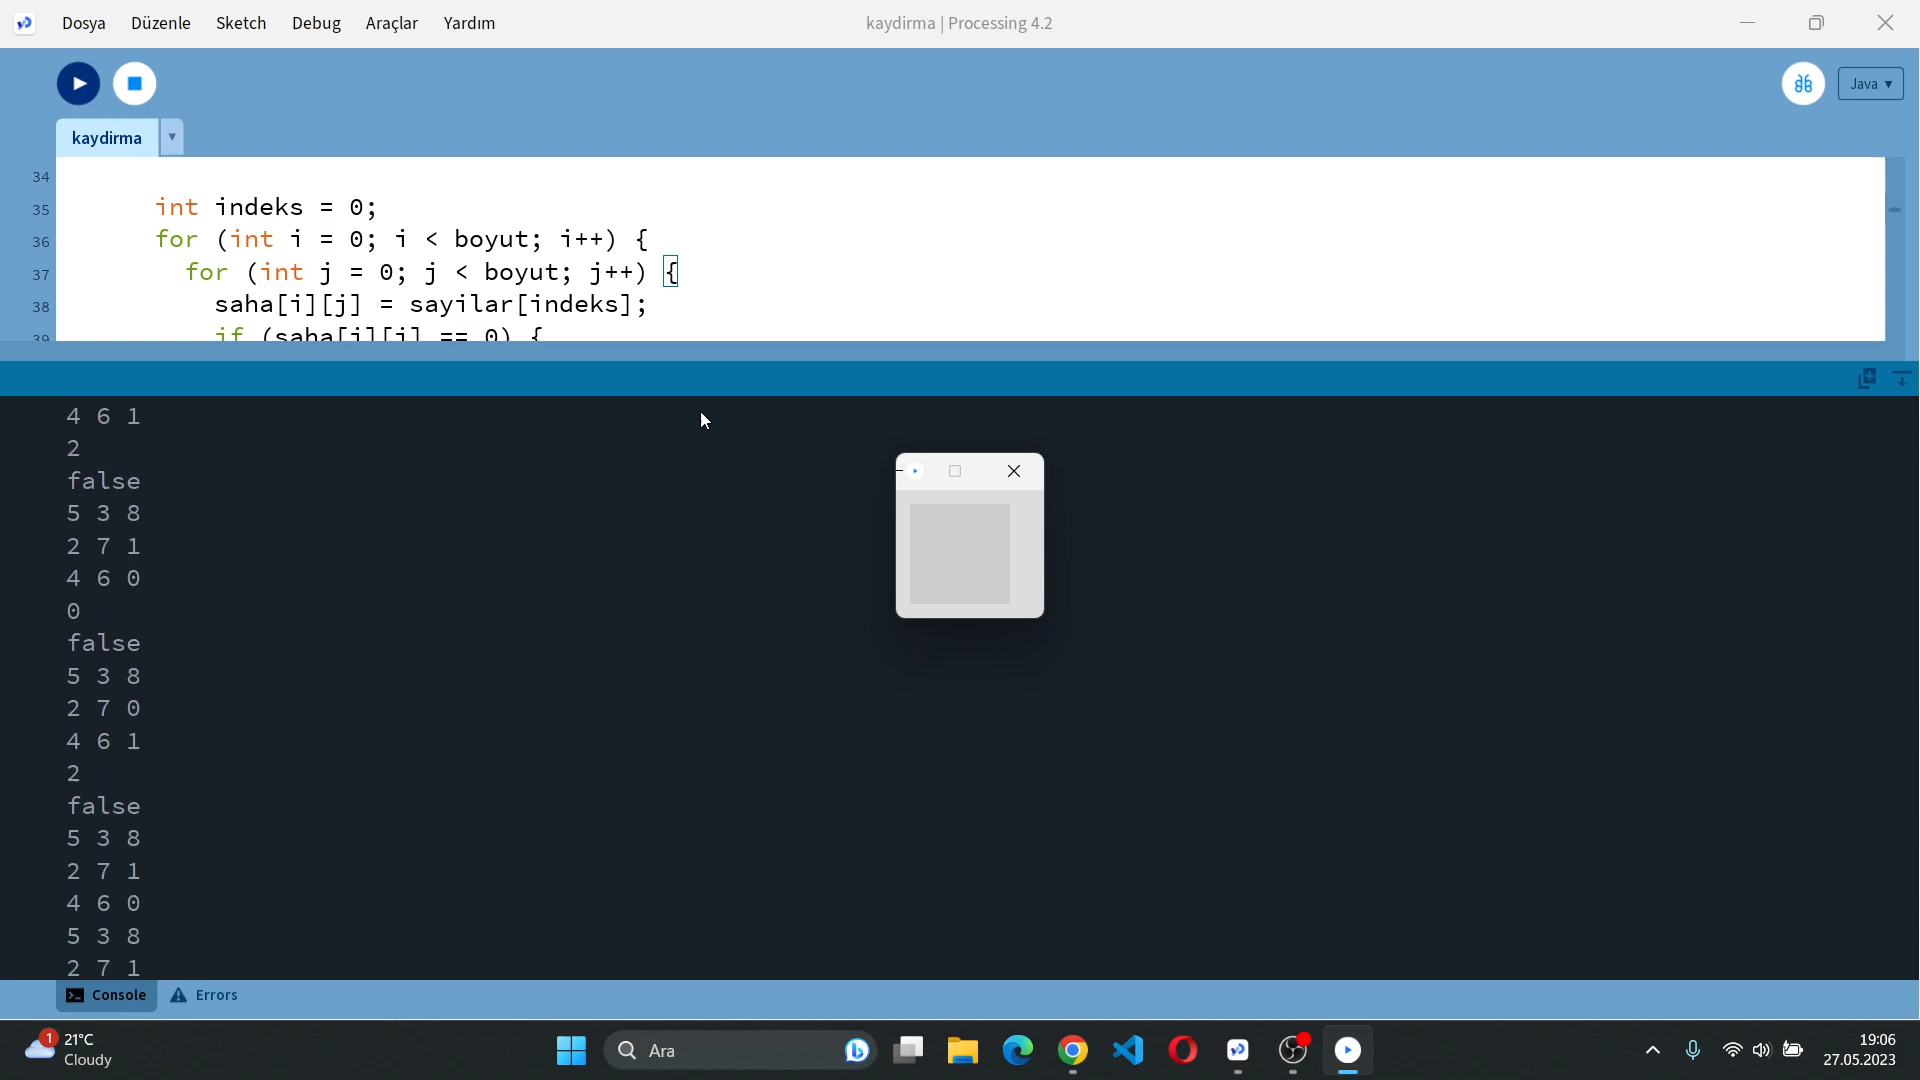 Dosya Düzenle Sketch Debug Araçlar Yardım
kaydirma | Processing 4.2
Java
kaydirma
34
35 int indeks = 0;
36 for (int i = 0; i < boyut; i++) {
37 for (int j = 0; j < boyut; j++) {
38 saha[i][j] = sayilar[indeks];
39 if (saha[i][j] == 0) {
4 6 1
2
false
5 3 8
2 7 1
4 6 0
0
false
5 3 8
2 7 0
4 6 1
2
false
5 3 8
2 7 1
4 6 0
5 3 8
2 7 1
Console Errors
1
21°C
Cloudy
Ara
19:06
27.05.2023